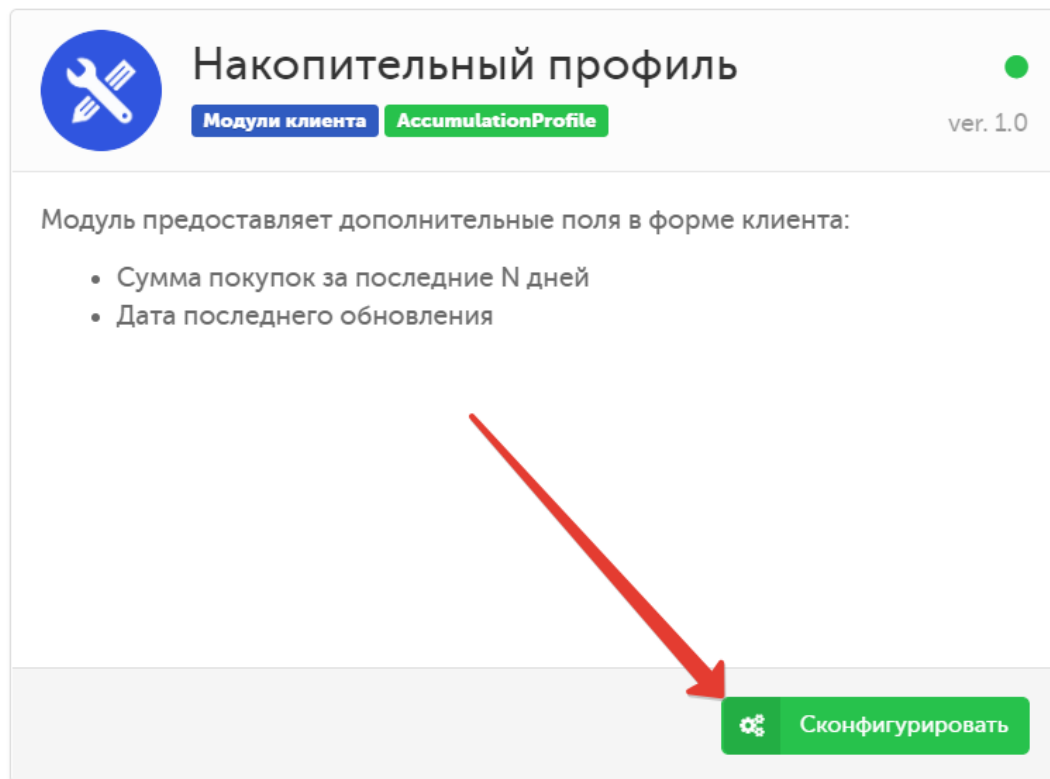 Накопительный профиль
Модули клиента AccumulationProfile
ver. 1.0
Модуль предоставляет дополнительные поля в форме клиента:
Сумма покупок за последние N дней
Дата последнего обновления
Сконфигурировать